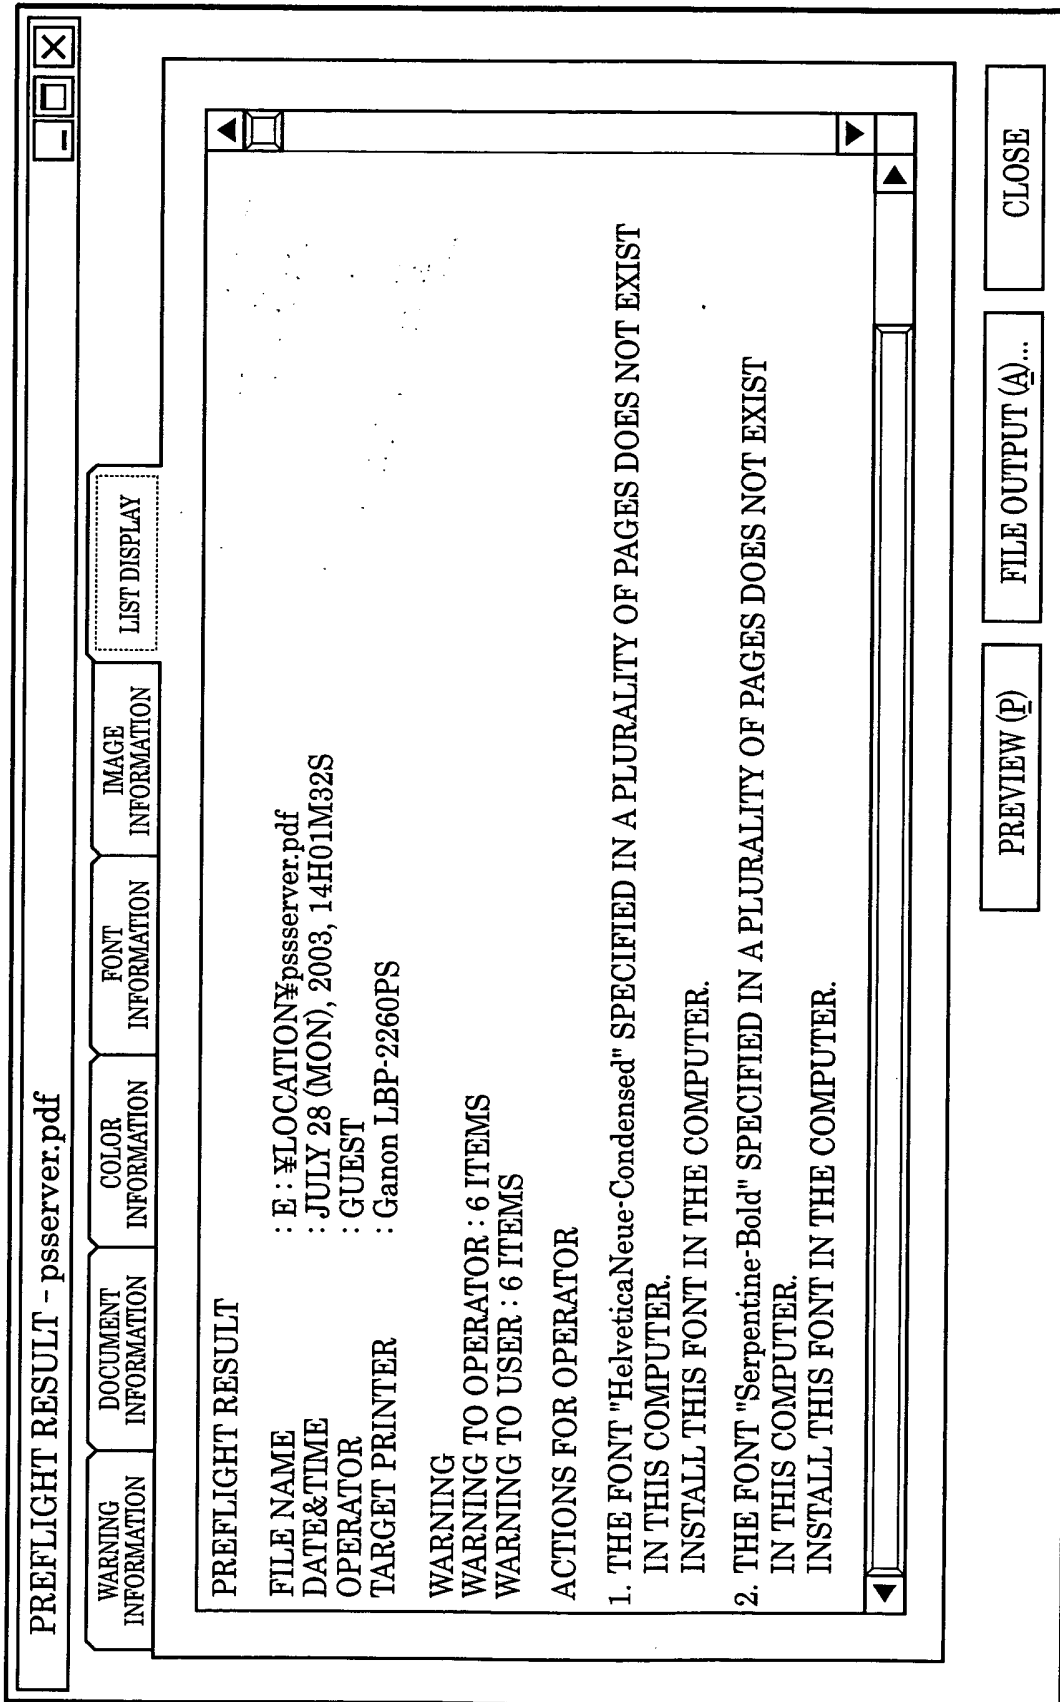 PREFLIGHT RESULT – psserver.pdf
WARNING
INFORMATION
DOCUMENT
INFORMATION
COLOR
INFORMATION
FONT
INFORMATION
IMAGE
INFORMATION
LIST DISPLAY
PREFLIGHT RESULT
FILE NAME : E : ¥LOCATION¥pssserver.pdf
DATE&TIME : JULY 28 (MON), 2003, 14H01M32S
OPERATOR : GUEST
TARGET PRINTER : Ganon LBP-2260PS
WARNING
WARNING TO OPERATOR : 6 ITEMS
WARNING TO USER : 6 ITEMS
ACTIONS FOR OPERATOR
1. THE FONT "HelveticaNeue-Condensed" SPECIFIED IN A PLURALITY OF PAGES DOES NOT EXIST
IN THIS COMPUTER.
INSTALL THIS FONT IN THE COMPUTER.
2. THE FONT "Serpentine-Bold" SPECIFIED IN A PLURALITY OF PAGES DOES NOT EXIST
IN THIS COMPUTER.
INSTALL THIS FONT IN THE COMPUTER.
PREVIEW (P)
FILE OUTPUT (A)...
CLOSE